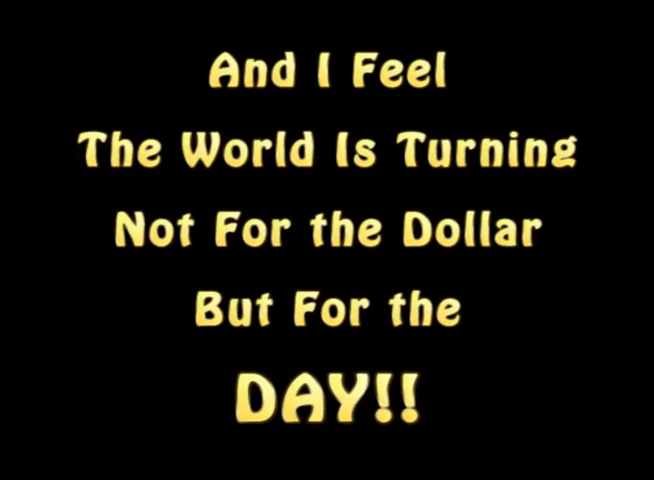 And I Feel
The World Is Turning
Not For the Dollar
But For the
DAY!!